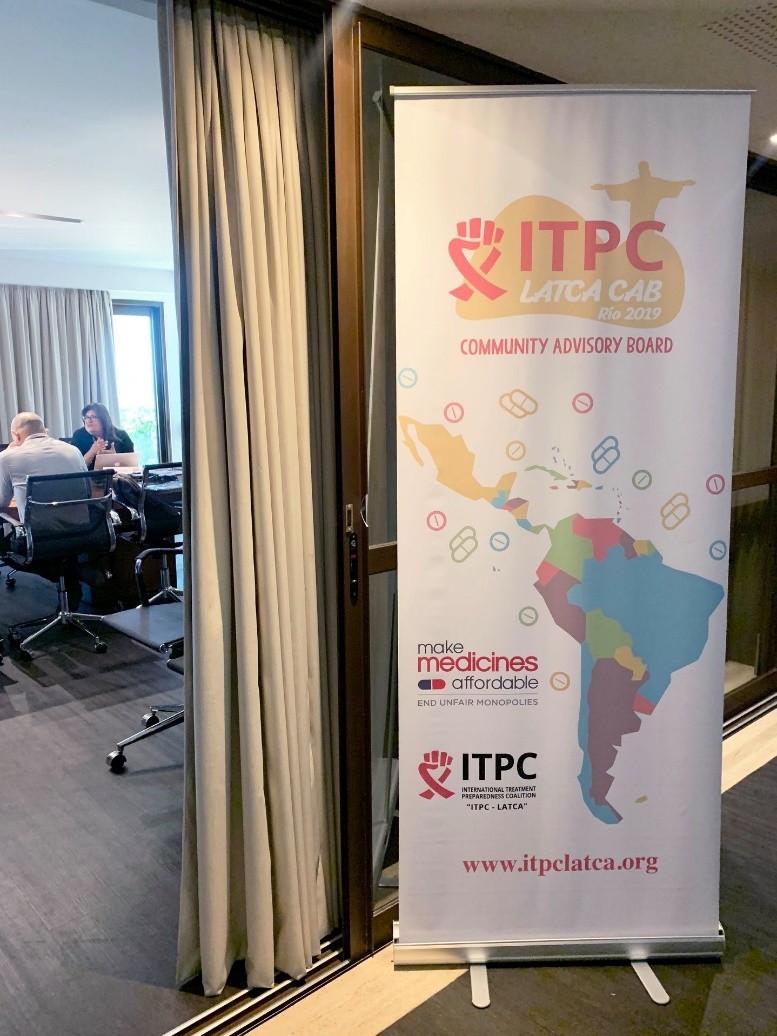 ITPC
LATCA CAB
Rio 2019
COMMUNITY ADVISORY BOARD
make
medicines
affordable
END UNFAIR MONOPOLIES
ITPC
INTERNATIONAL TREATMENT
PREPAREDNESS COALITION
"ITPC - LATCA"
www.itpclatca.org